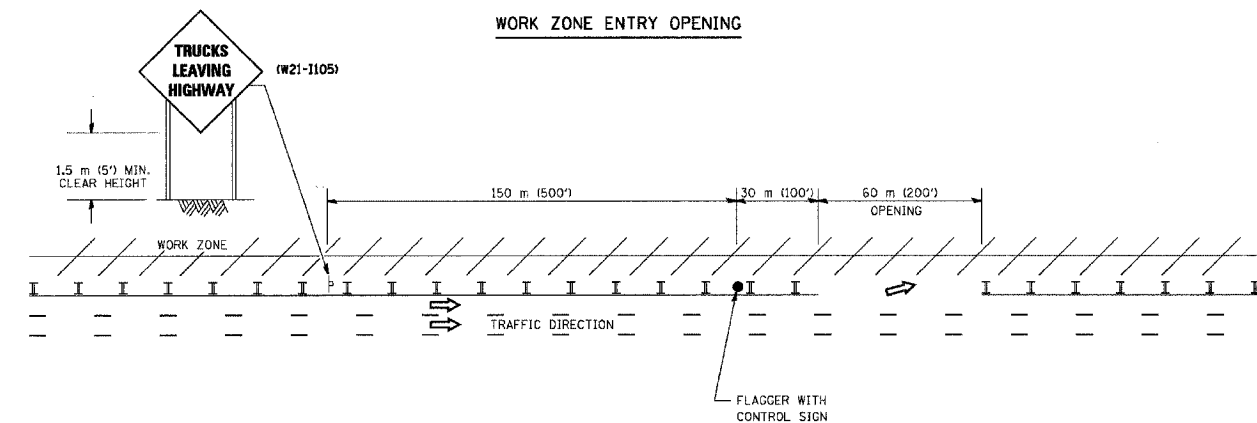 WORK ZONE ENTRY OPENING
TRUCKS
LEAVING
HIGHWAY
(W21-I105)
1.5 m (5') MIN.
CLEAR HEIGHT
150 m (500')
30 m (100')
60 m (200')
OPENING
WORK ZONE
TRAFFIC DIRECTION
FLAGGER WITH
CONTROL SIGN